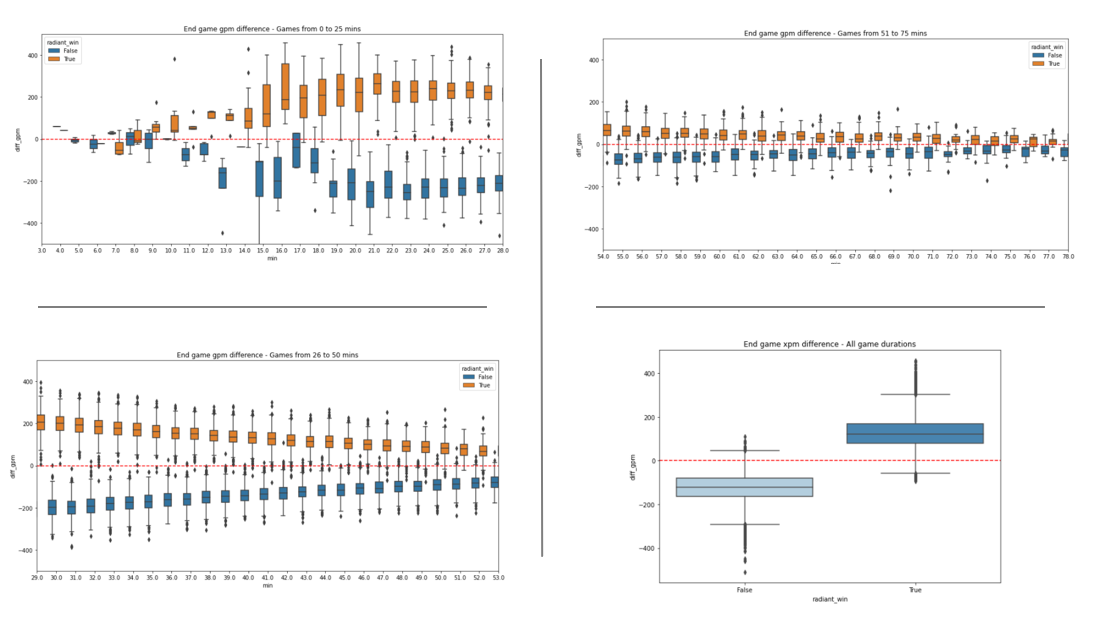 End game gpm difference - Games from 0 to 25 mins
radiant_win
False
True
400
200
0
−200
−400
diff_gpm
3.0 4.0 5.0 6.0 7.0 8.0 9.0 10.0 11.0 12.0 13.0 14.0 15.0 16.0 17.0 18.0 19.0 20.0 21.0 22.0 23.0 24.0 25.0 26.0 27.0 28.0
min
End game gpm difference - Games from 51 to 75 mins
radiant_win
False
True
400
200
0
−200
−400
diff_gpm
54.0 55.0 56.0 57.0 58.0 59.0 60.0 61.0 62.0 63.0 64.0 65.0 66.0 67.0 68.0 69.0 70.0 71.0 72.0 73.0 74.0 75.0 76.0 77.0 78.0
End game gpm difference - Games from 26 to 50 mins
radiant_win
False
True
400
200
0
−200
−400
diff_gpm
29.0 30.0 31.0 32.0 33.0 34.0 35.0 36.0 37.0 38.0 39.0 40.0 41.0 42.0 43.0 44.0 45.0 46.0 47.0 48.0 49.0 50.0 51.0 52.0 53.0
min
End game xpm difference - All game durations
400
200
0
−200
−400
diff_gpm
False True
radiant_win